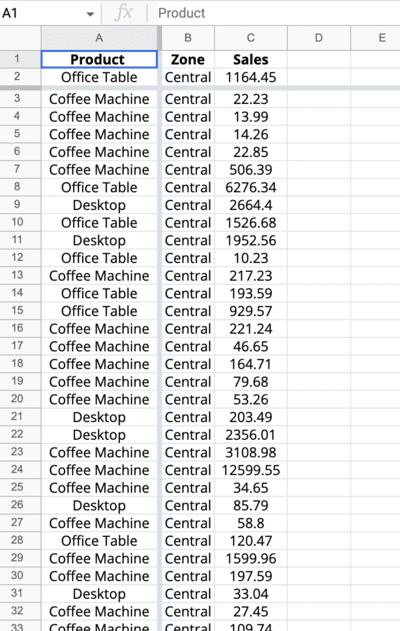 A1 fx Product
A B C D E
1 Product Zone Sales
2 Office Table Central 1164.45
3 Coffee Machine Central 22.23
4 Coffee Machine Central 13.99
5 Coffee Machine Central 14.26
6 Coffee Machine Central 22.85
7 Coffee Machine Central 506.39
8 Office Table Central 6276.34
9 Desktop Central 2664.4
10 Office Table Central 1526.68
11 Desktop Central 1952.56
12 Office Table Central 10.23
13 Coffee Machine Central 217.23
14 Office Table Central 193.59
15 Office Table Central 929.57
16 Coffee Machine Central 221.24
17 Coffee Machine Central 46.65
18 Coffee Machine Central 164.71
19 Coffee Machine Central 79.68
20 Coffee Machine Central 53.26
21 Desktop Central 203.49
22 Desktop Central 2356.01
23 Coffee Machine Central 3108.98
24 Coffee Machine Central 12599.55
25 Coffee Machine Central 34.65
26 Desktop Central 85.79
27 Coffee Machine Central 58.8
28 Office Table Central 120.47
29 Coffee Machine Central 1599.96
30 Coffee Machine Central 197.59
31 Desktop Central 33.04
32 Coffee Machine Central 27.45
33 Coffee Machine Central 109.74